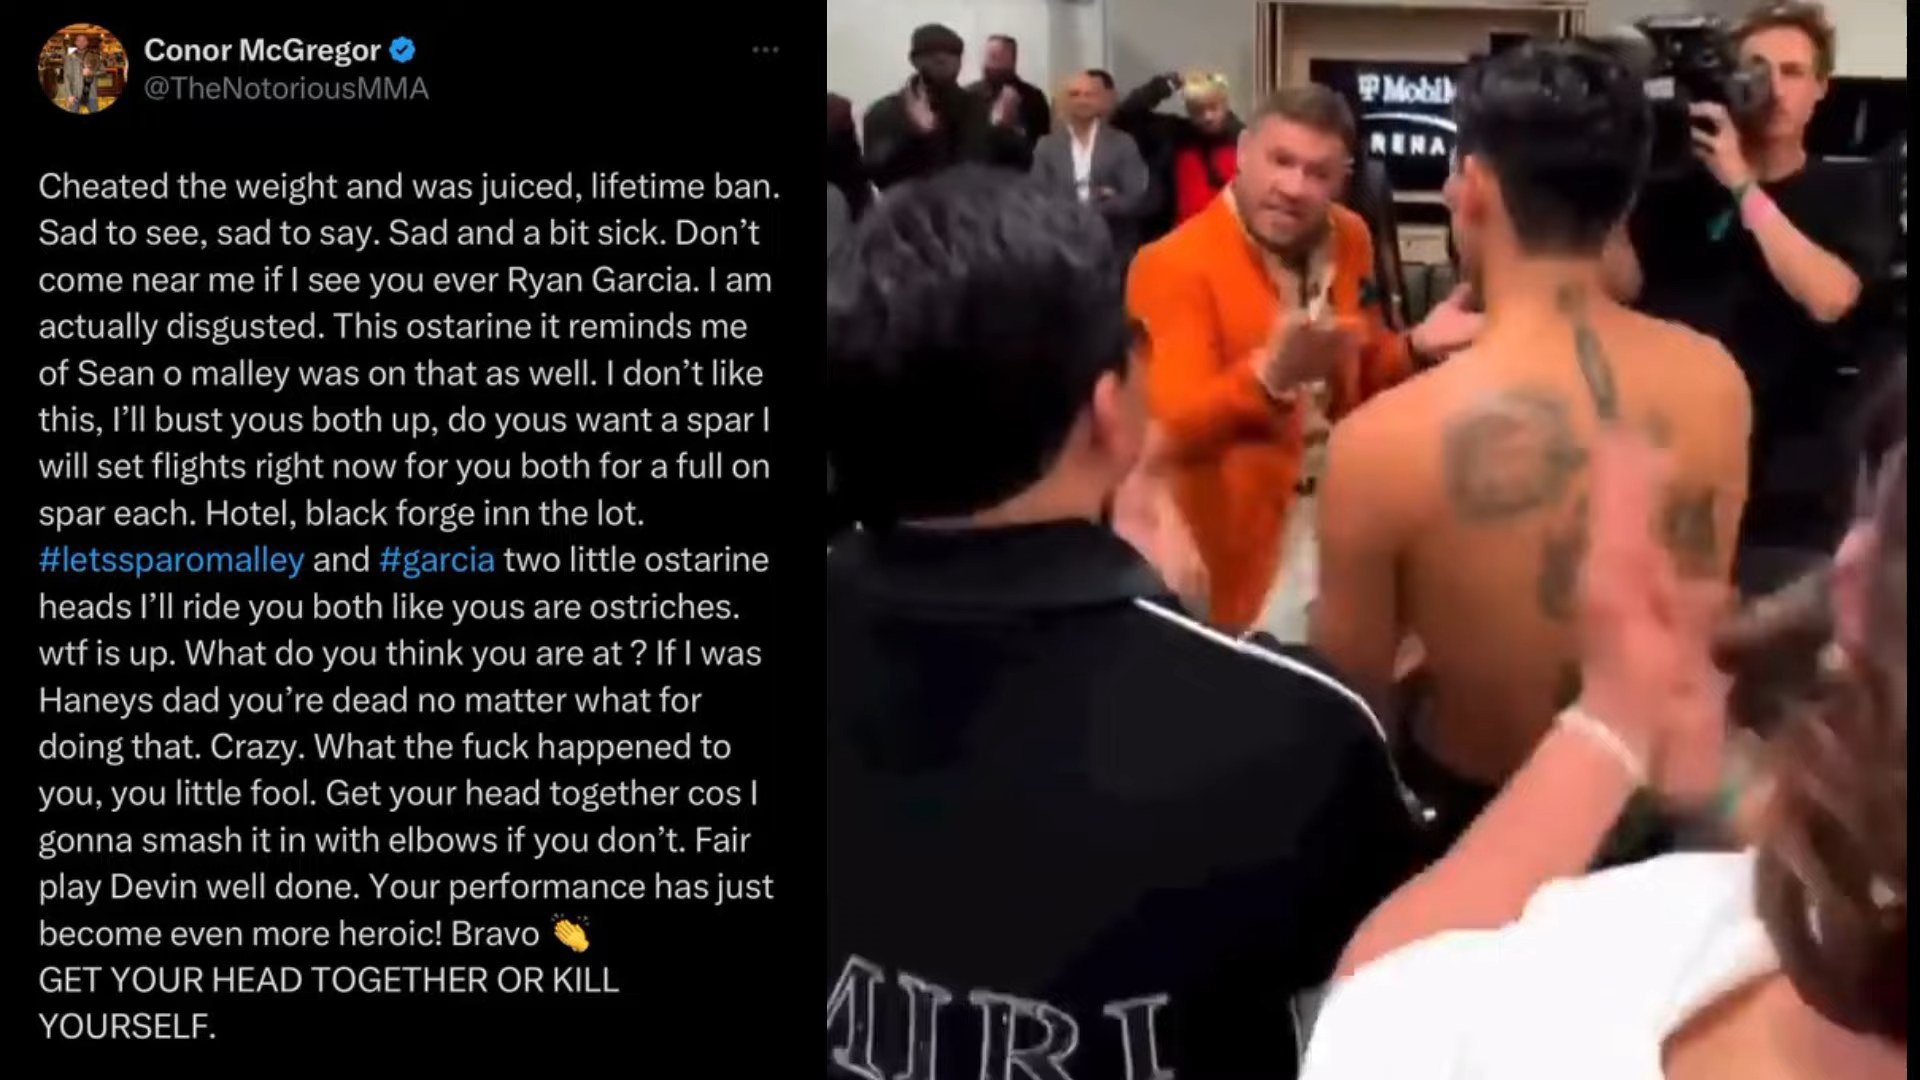 Conor McGregor
@TheNotoriousMMA
Cheated the weight and was juiced, lifetime ban.
Sad to see, sad to say. Sad and a bit sick. Don’t
come near me if I see you ever Ryan Garcia. I am
actually disgusted. This ostarine it reminds me
of Sean o malley was on that as well. I don’t like
this, I’ll bust yous both up, do yous want a spar I
will set flights right now for you both for a full on
spar each. Hotel, black forge inn the lot.
#letssparomalley and #garcia two little ostarine
heads I’ll ride you both like yous are ostriches.
wtf is up. What do you think you are at ? If I was
Haneys dad you’re dead no matter what for
doing that. Crazy. What the fuck happened to
you, you little fool. Get your head together cos I
gonna smash it in with elbows if you don’t. Fair
play Devin well done. Your performance has just
become even more heroic! Bravo 👏
GET YOUR HEAD TOGETHER OR KILL
YOURSELF.
T Mobil
RENA
MIRI